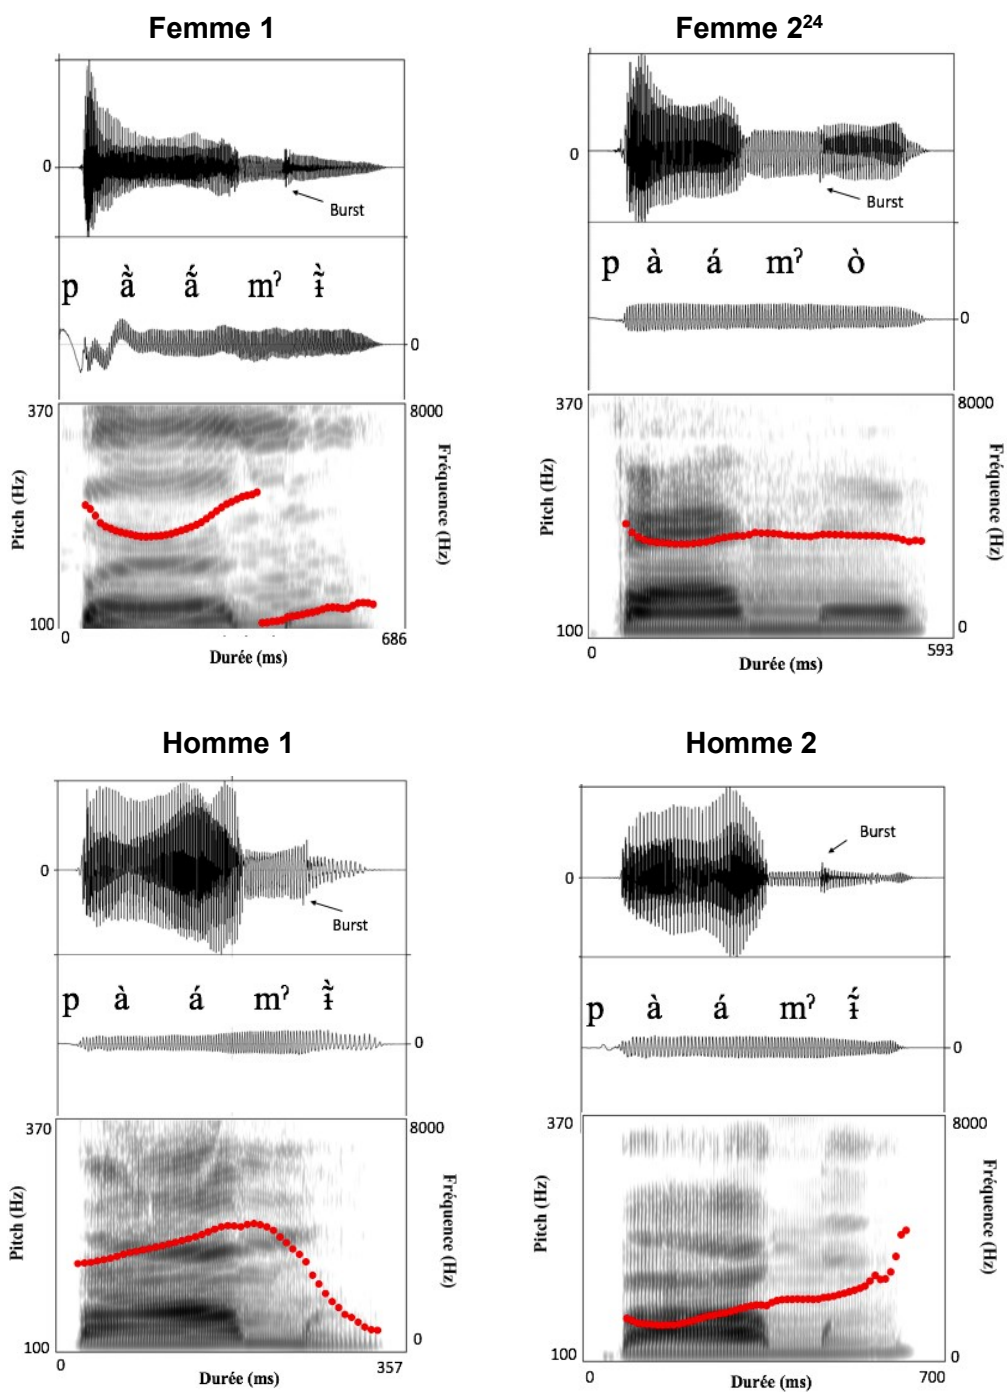 Femme 1
0
Burst
p ã̀ ã́ mˀ ɨ̃̀
0
370
8000
Pitch (Hz)
Fréquence (Hz)
100
0
686
Durée (ms)
Femme 2²⁴
0
Burst
p à á mˀ ò
0
370
8000
Pitch (Hz)
Fréquence (Hz)
100
0
0
593
Durée (ms)
Homme 1
0
Burst
p à á mˀ ɨ̃̀
0
370
8000
Pitch (Hz)
Fréquence (Hz)
100
0
0
357
Durée (ms)
Homme 2
0
Burst
p à á mˀ ɨ̃́
0
370
8000
Pitch (Hz)
Fréquence (Hz)
100
0
0
700
Durée (ms)